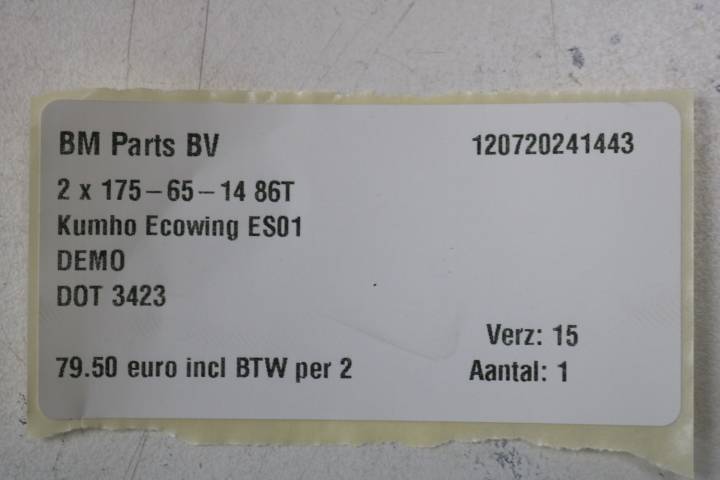 BM Parts BV 120720241443
2 x 175-65-14 86T
Kumho Ecowing ES01
DEMO
DOT 3423
Verz: 15
79.50 euro incl BTW per 2 Aantal: 1